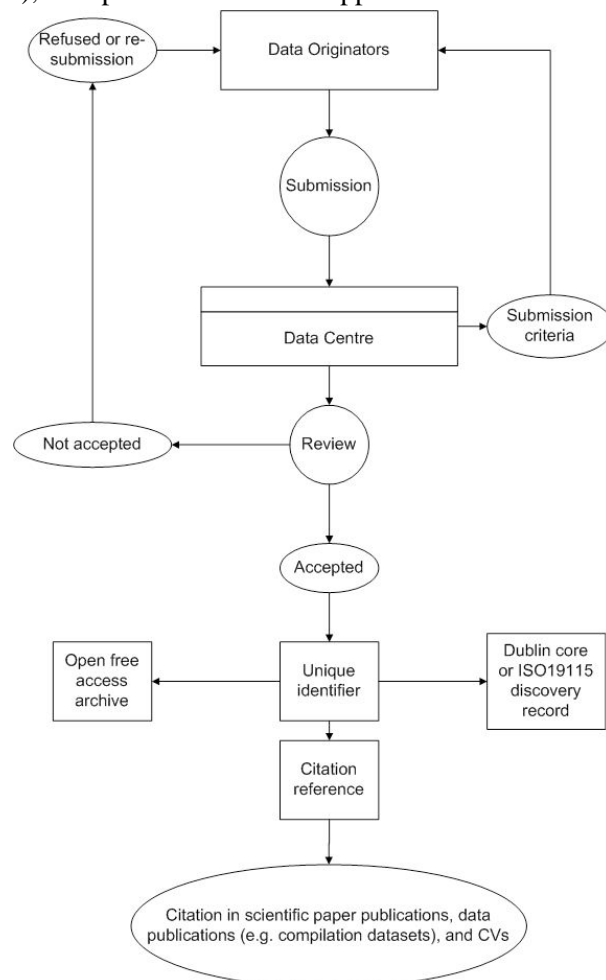 Refused or re-
submission
Data Originators
Submission
Data Centre
Submission
criteria
Not accepted
Review
Accepted
Open free
access
archive
Unique
identifier
Dublin core
or ISO19115
discovery
record
Citation
reference
Citation in scientific paper publications, data
publications (e.g. compilation datasets), and CVs